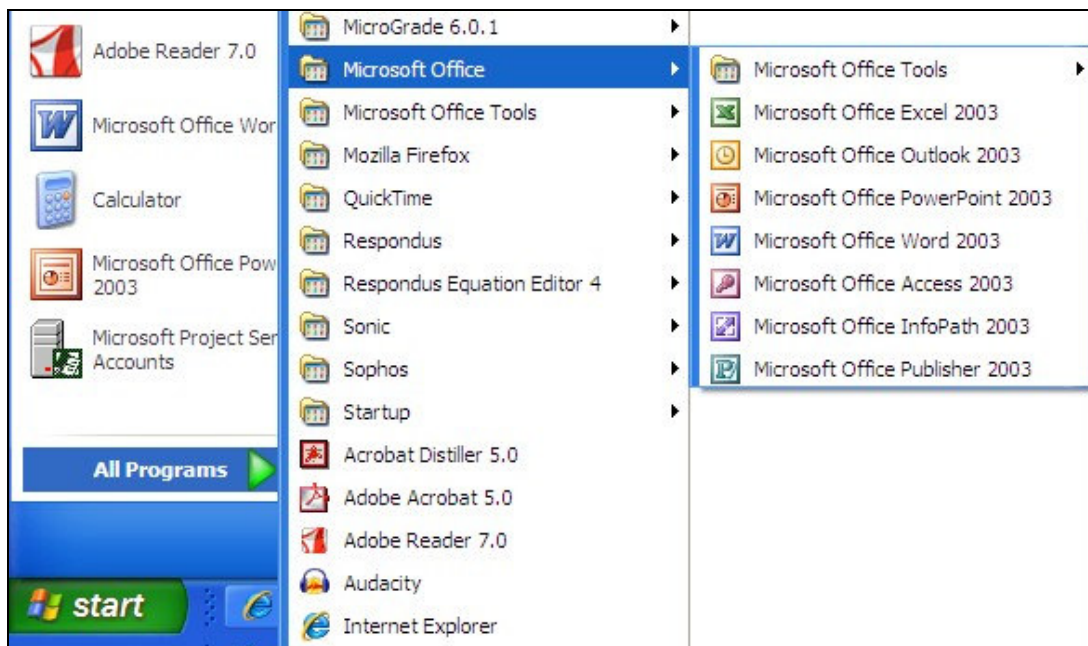 Adobe Reader 7.0
Microsoft Office Wor
Calculator
Microsoft Office Pow
2003
Microsoft Project Ser
Accounts
All Programs
start
MicroGrade 6.0.1
Microsoft Office
Microsoft Office Tools
Mozilla Firefox
QuickTime
Respondus
Respondus Equation Editor 4
Sonic
Sophos
Startup
Acrobat Distiller 5.0
Adobe Acrobat 5.0
Adobe Reader 7.0
Audacity
Internet Explorer
Microsoft Office Tools
Microsoft Office Excel 2003
Microsoft Office Outlook 2003
Microsoft Office PowerPoint 2003
Microsoft Office Word 2003
Microsoft Office Access 2003
Microsoft Office InfoPath 2003
Microsoft Office Publisher 2003